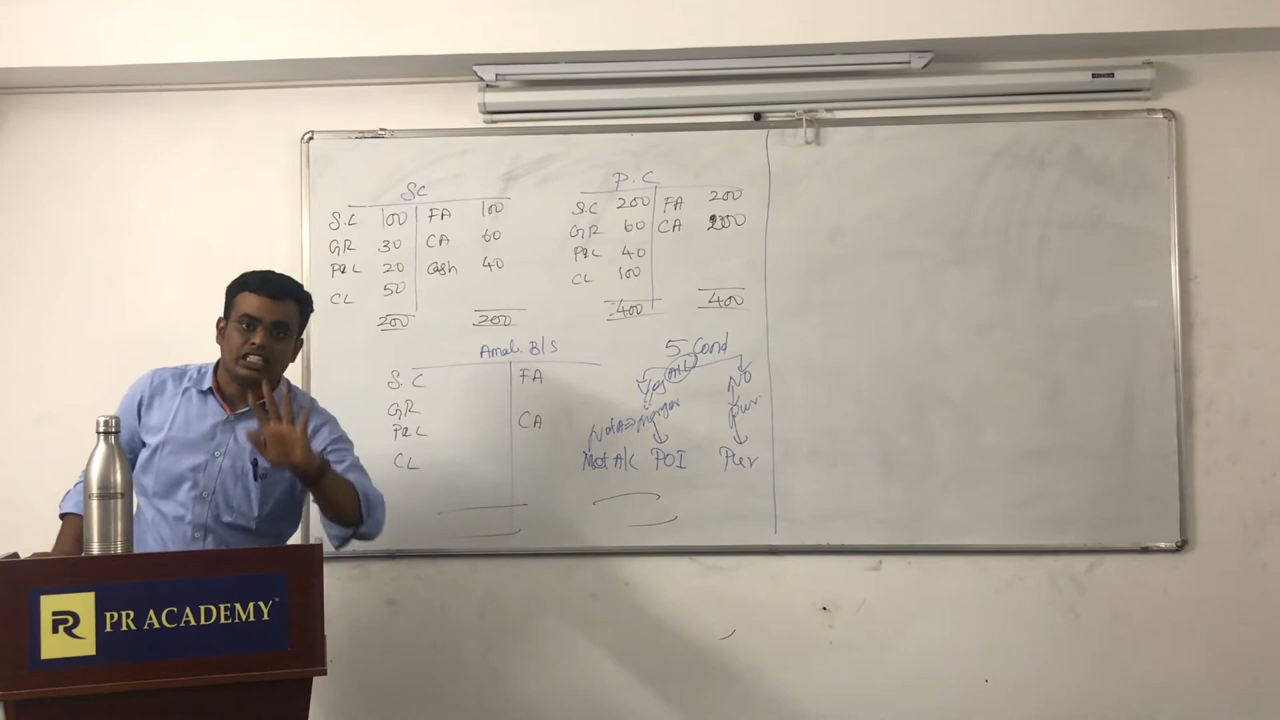 SC
S.C 100 FA 100
GR 30 CA 60
P&L 20 Cash 40
CL 50
200 200
P.C
S.C 200 FA 200
GR 60 CA 200
P&L 40
CL 100
400 400
Amal. B/S
S.C FA
GR CA
P&L
CL
5 Cond
Yes ALL NO
Merger Pur
Met A/C POI Pur
R PR ACADEMY